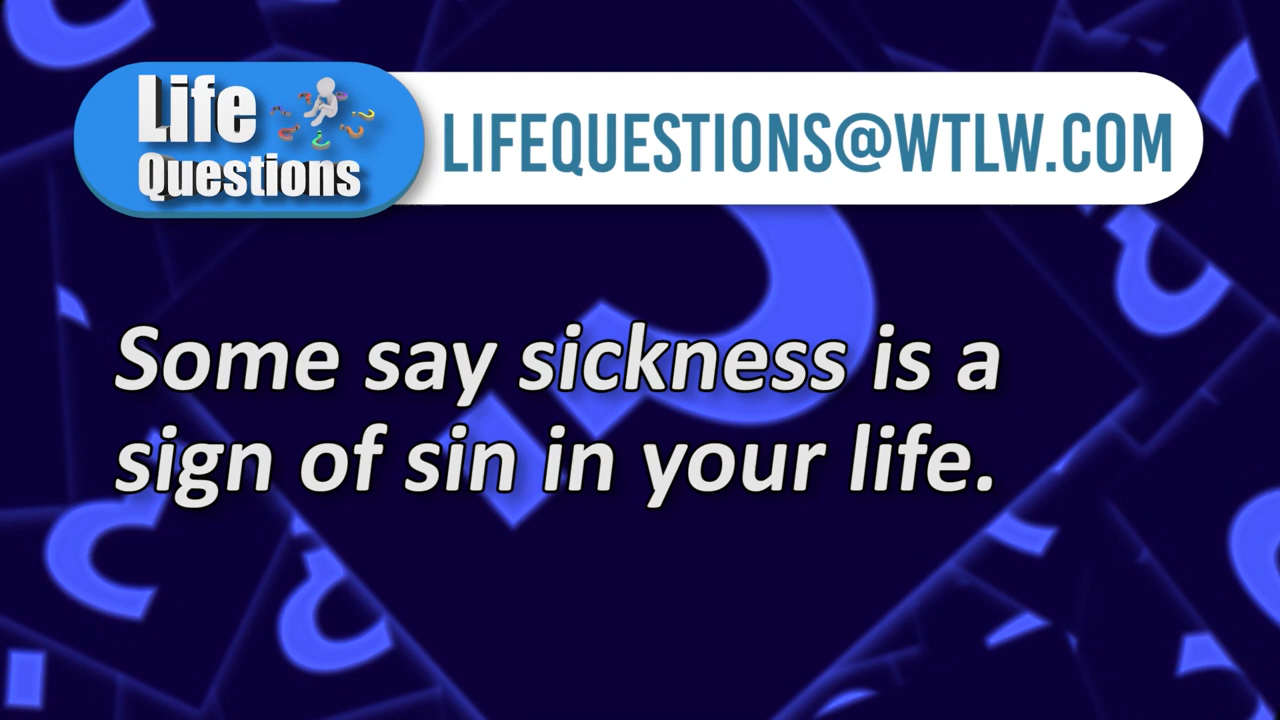 Life
Questions
LIFEQUESTIONS@WTLW.COM
Some say sickness is a
sign of sin in your life.